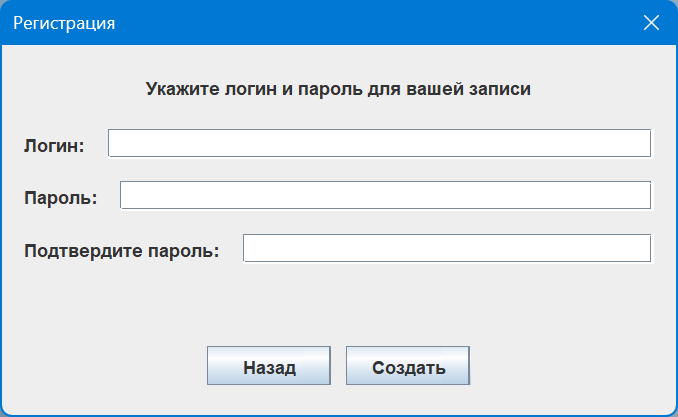 Регистрация
Укажите логин и пароль для вашей записи
Логин:
Пароль:
Подтвердите пароль:
Назад Создать